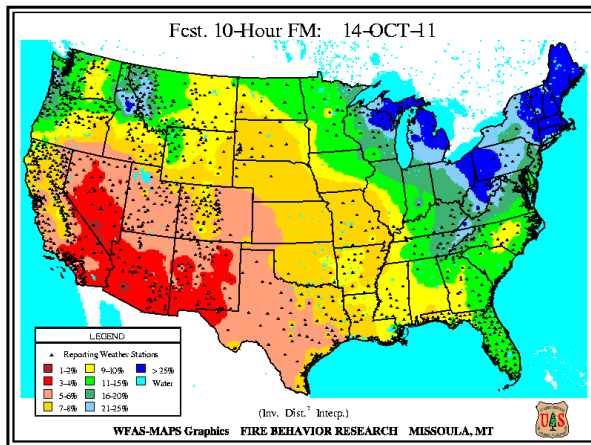 Fcst. 10-Hour FM: 14-OCT-11
LEGEND
Reporting Weather Stations
1-2% 9-10% > 25%
3-4% 11-15% Water
5-6% 16-20%
7-8% 21-25%
(Inv. Dist.² Interp.)
WFAS-MAPS Graphics FIRE BEHAVIOR RESEARCH MISSOULA, MT
U S